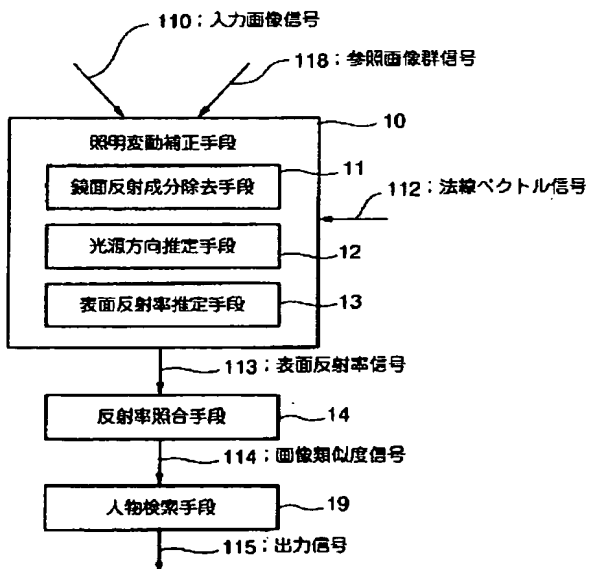 110：入力画像信号
118：参照画像群信号
10
照明変動補正手段
11
鏡面反射成分除去手段
112：法線ベクトル信号
光源方向推定手段
12
表面反射率推定手段
13
113：表面反射率信号
反射率照合手段
14
114：画像類似度信号
人物検索手段
19
115：出力信号